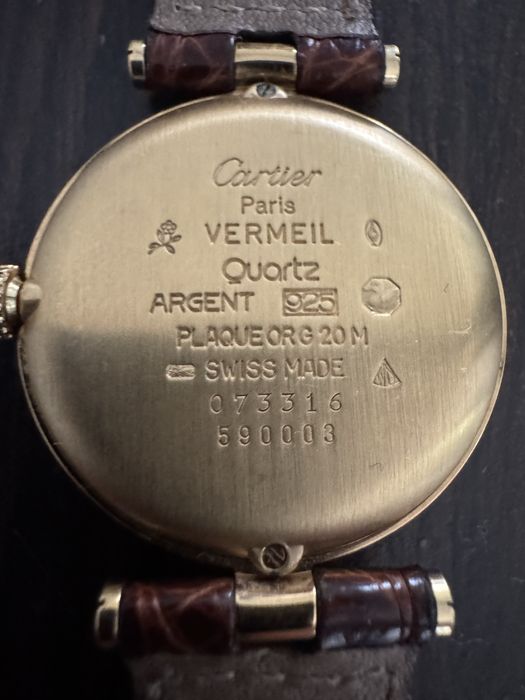 Cartier
Paris
VERMEIL
Quartz
ARGENT 925
PLAQUE OR G 20 M
SWISS MADE
073316
590003